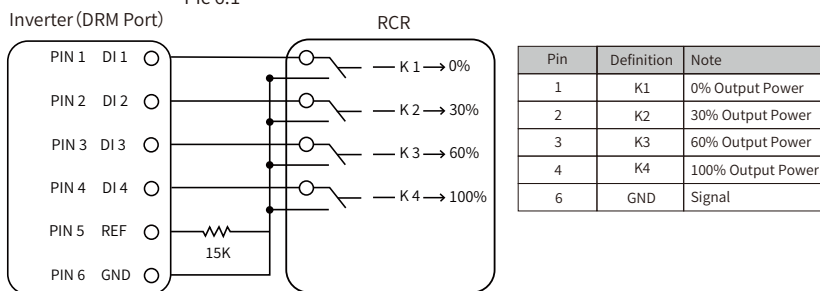 Inverter(DRM Port)
RCR
PIN 1 DI 1
PIN 2 DI 2
PIN 3 DI 3
PIN 4 DI 4
PIN 5 REF
PIN 6 GND
15K
K 1 → 0%
K 2 → 30%
K 3 → 60%
K 4 → 100%
Pin Definition Note
1 K1 0% Output Power
2 K2 30% Output Power
3 K3 60% Output Power
4 K4 100% Output Power
6 GND Signal